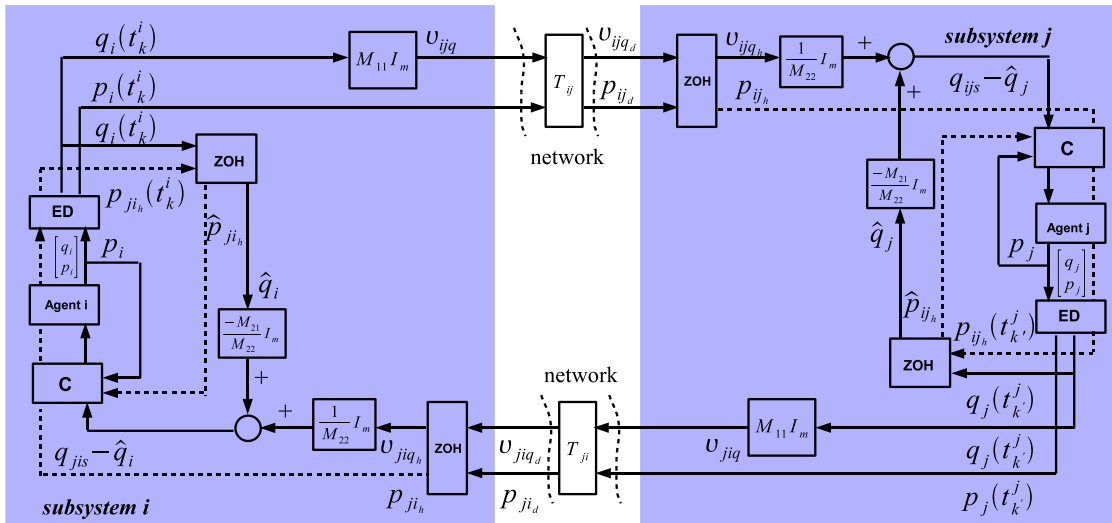 q_i(t_k^i)
M_11 I_m
υ_ijq
p_i(t_k^i)
q_i(t_k^i)
ZOH
p_ji_h(t_k^i)
ED
p̂_ji_h
p_i
[q_i p_i]
q̂_i
Agent i
-M_21/M_22 I_m
C
+
+
1/M_22 I_m
υ_jiq_h
ZOH
q_jis − q̂_i
p_ji_h
subsystem i
T_ij
network
υ_ijq_d
p_ij_d
ZOH
υ_ijq_h
p_ij_h
1/M_22 I_m
+
+
subsystem j
q_ijs − q̂_j
C
-M_21/M_22 I_m
q̂_j
Agent j
p_j
[q_j p_j]
p̂_ij_h
ED
p_ij_h(t_k'^j)
ZOH
q_j(t_k'^j)
network
υ_jiq_d
T_ji
υ_jiq
M_11 I_m
q_j(t_k'^j)
p_ji_d
p_j(t_k'^j)